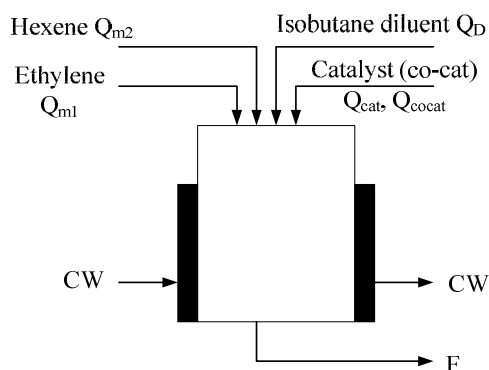 Hexene Qm2
Isobutane diluent QD
Ethylene
Qm1
Catalyst (co-cat)
Qcat, Qcocat
CW
CW
F